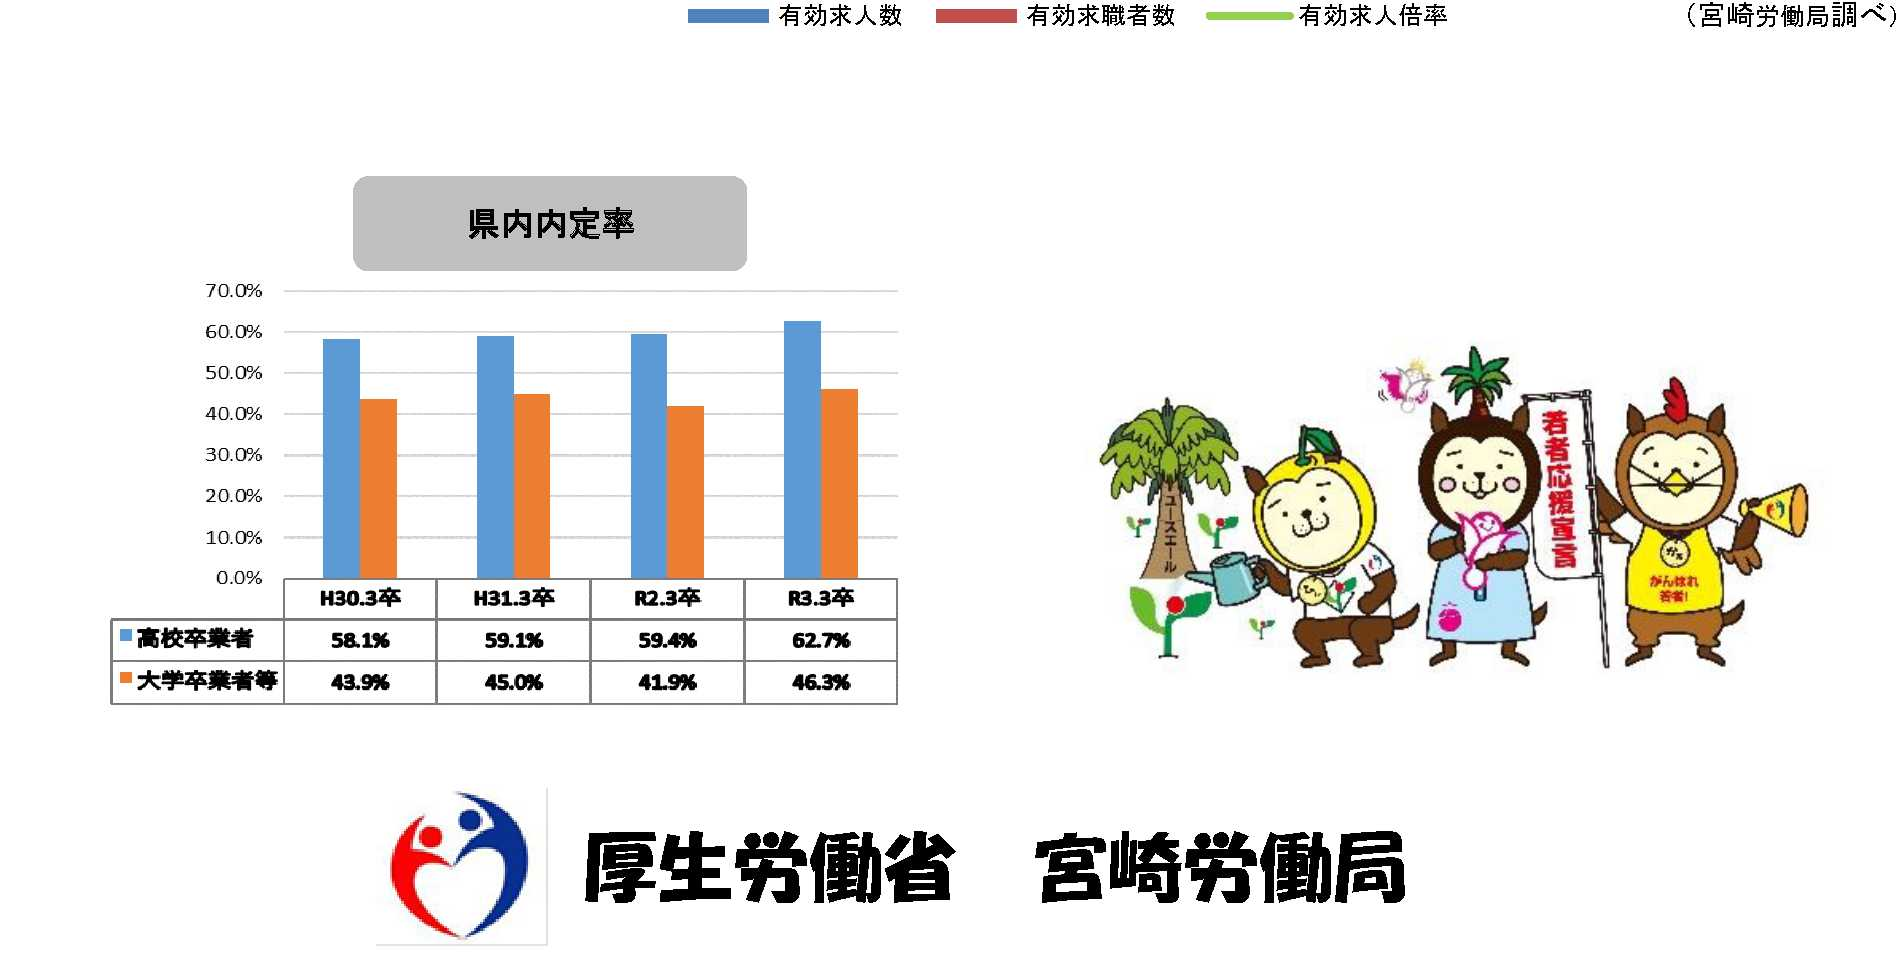 有効求人数 有効求職者数 有効求人倍率 （宮崎労働局調べ）
県内内定率
70.0%
60.0%
50.0%
40.0%
30.0%
20.0%
10.0%
0.0%
H30.3卒 H31.3卒 R2.3卒 R3.3卒
高校卒業者 58.1% 59.1% 59.4% 62.7%
大学卒業者等 43.9% 45.0% 41.9% 46.3%
ユースエール
若者応援宣言
がんばれ
若者!
厚生労働省 宮崎労働局